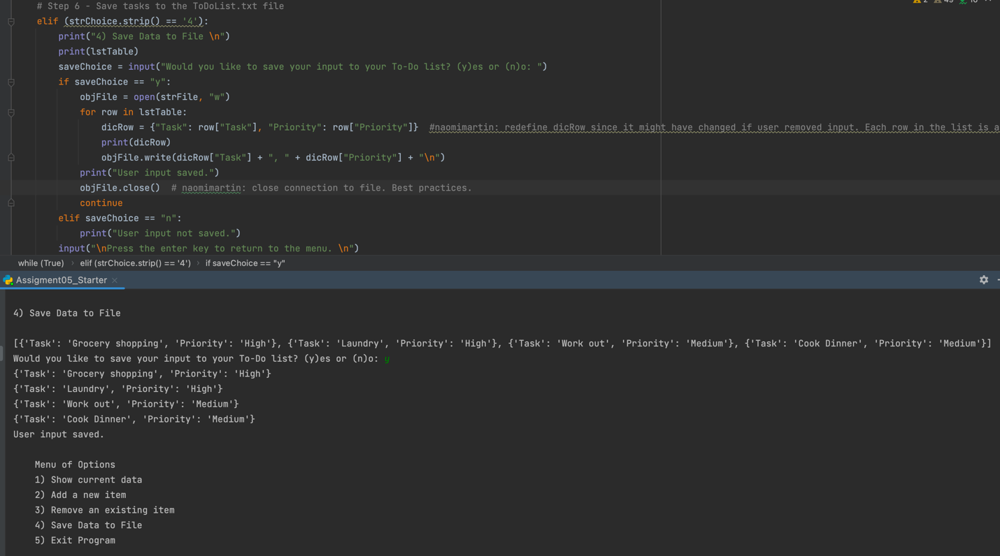 # Step 6 - Save tasks to the ToDoList.txt file
elif (strChoice.strip() == '4'):
print("4) Save Data to File \n")
print(lstTable)
saveChoice = input("Would you like to save your input to your To-Do list? (y)es or (n)o: ")
if saveChoice == "y":
objFile = open(strFile, "w")
for row in lstTable:
dicRow = {"Task": row["Task"], "Priority": row["Priority"]}  #naomimartin: redefine dicRow since it might have changed if user removed input. Each row in the list is a
print(dicRow)
objFile.write(dicRow["Task"] + ", " + dicRow["Priority"] + "\n")
print("User input saved.")
objFile.close()  # naomimartin: close connection to file. Best practices.
continue
elif saveChoice == "n":
print("User input not saved.")
input("\nPress the enter key to return to the menu. \n")
while (True) › elif (strChoice.strip() == '4') › if saveChoice == "y"
Assigment05_Starter ×
4) Save Data to File
[{'Task': 'Grocery shopping', 'Priority': 'High'}, {'Task': 'Laundry', 'Priority': 'High'}, {'Task': 'Work out', 'Priority': 'Medium'}, {'Task': 'Cook Dinner', 'Priority': 'Medium'}]
Would you like to save your input to your To-Do list? (y)es or (n)o: y
{'Task': 'Grocery shopping', 'Priority': 'High'}
{'Task': 'Laundry', 'Priority': 'High'}
{'Task': 'Work out', 'Priority': 'Medium'}
{'Task': 'Cook Dinner', 'Priority': 'Medium'}
User input saved.
Menu of Options
1) Show current data
2) Add a new item
3) Remove an existing item
4) Save Data to File
5) Exit Program